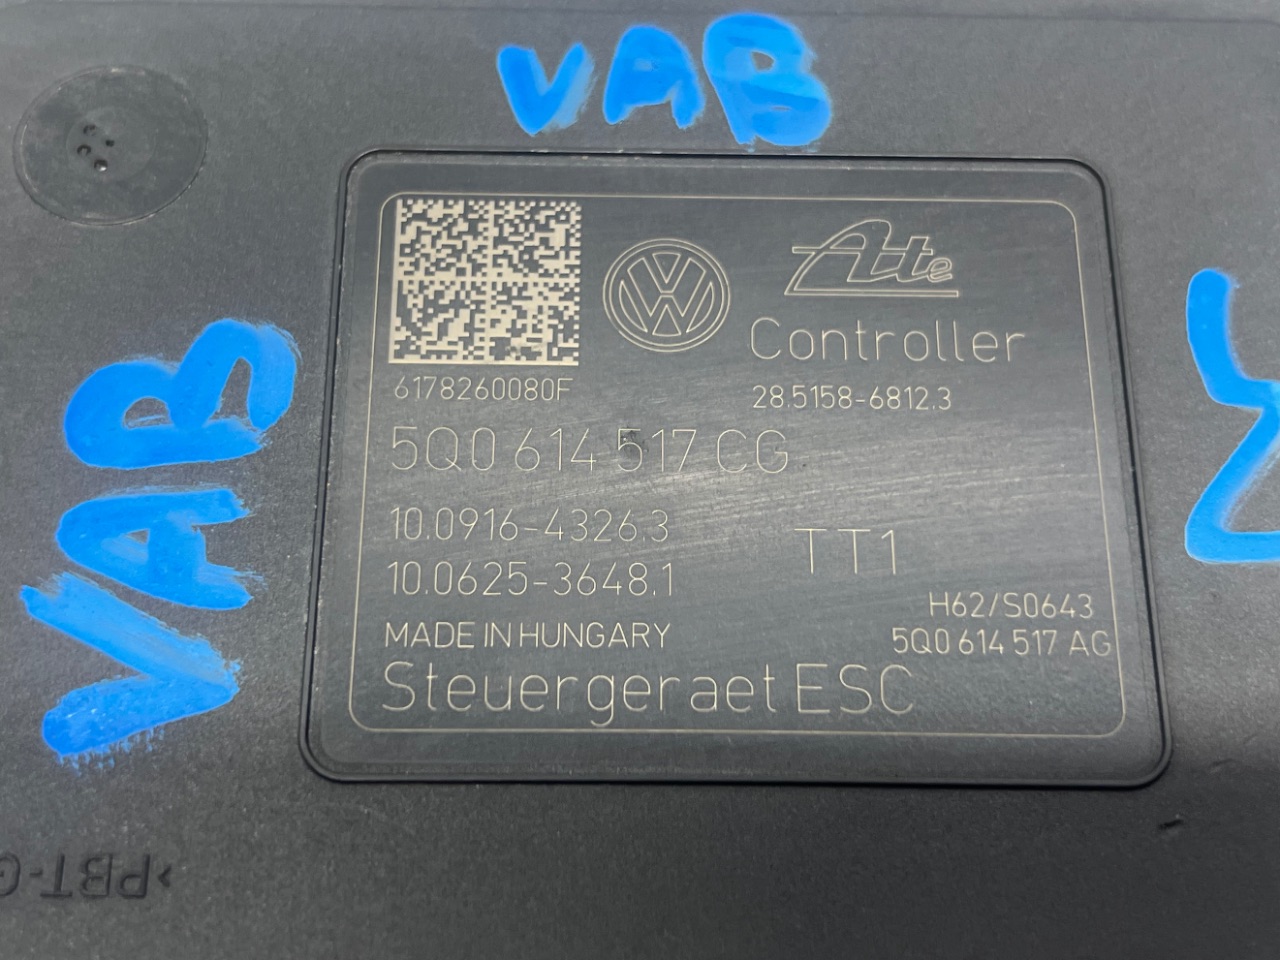 VAB
VAB
Ate
Controller
6178260080F
28.5158-6812.3
5Q0 614 517 CG
10.0916-4326.3
TT1
10.0625-3648.1
H62/S0643
MADE IN HUNGARY
5Q0 614 517 AG
Steuergeraet ESC
>PBT-G